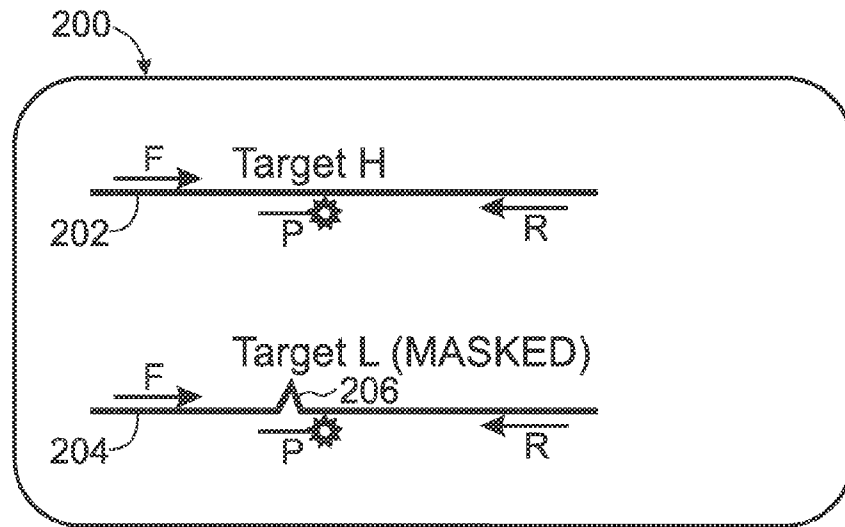 200
F Target H
202
P R
Target L (MASKED)
F 206
204
P R